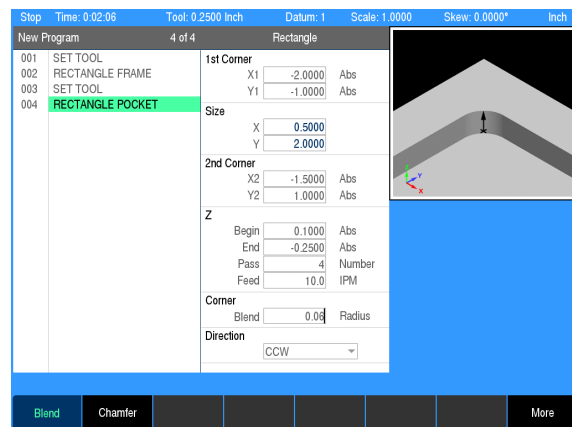 Stop Time: 0:02:06 Tool: 0.2500 Inch Datum: 1 Scale: 1.0000 Skew: 0.0000° Inch
New Program 4 of 4 Rectangle
001 SET TOOL
002 RECTANGLE FRAME
003 SET TOOL
004 RECTANGLE POCKET
1st Corner
X1 -2.0000 Abs
Y1 -1.0000 Abs
Size
X 0.5000
Y 2.0000
2nd Corner
X2 -1.5000 Abs
Y2 1.0000 Abs
Z
Begin 0.1000 Abs
End -0.2500 Abs
Pass 4 Number
Feed 10.0 IPM
Corner
Blend 0.06 Radius
Direction
CCW
Y
X
Blend Chamfer More